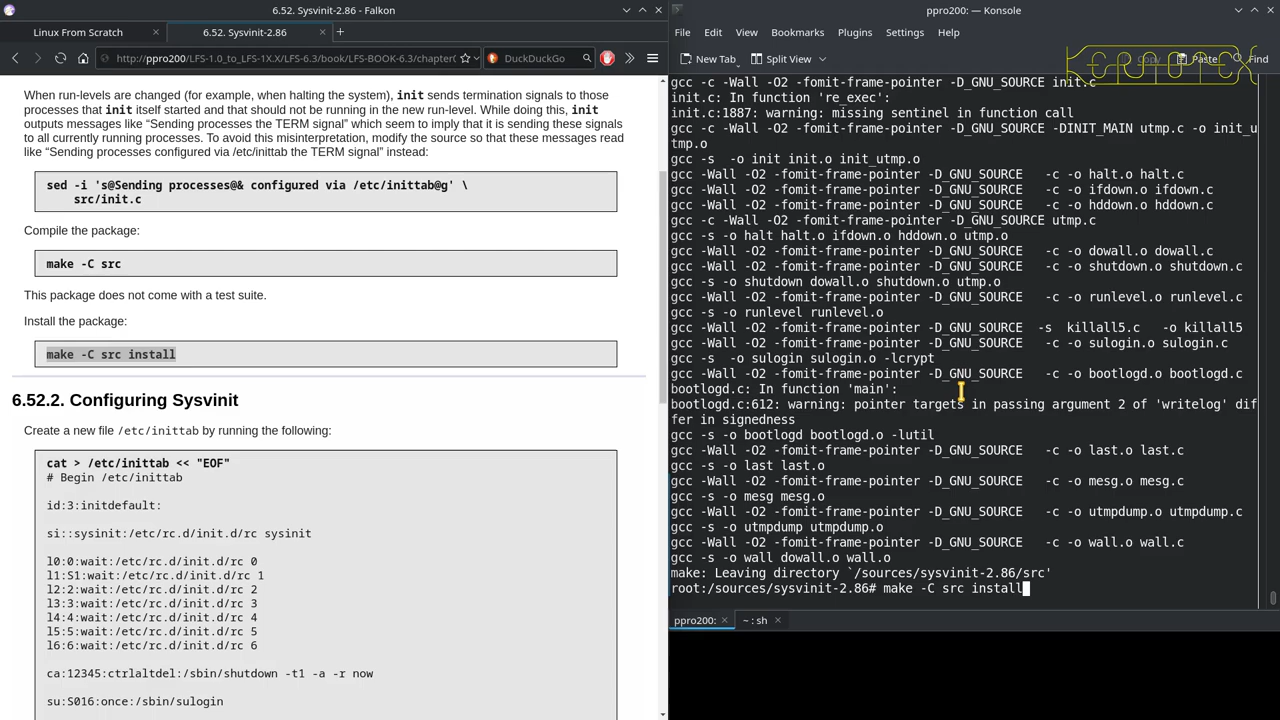 6.52. Sysvinit-2.86 - Falkon
Linux From Scratch
6.52. Sysvinit-2.86
http://ppro200/LFS-1.0_to_LFS-1X.X/LFS-6.3/book/LFS-BOOK-6.3/chapter(
DuckDuckGo
When run-levels are changed (for example, when halting the system), init sends termination signals to those
processes that init itself started and that should not be running in the new run-level. While doing this, init
outputs messages like “Sending processes the TERM signal” which seem to imply that it is sending these signals
to all currently running processes. To avoid this misinterpretation, modify the source so that these messages read
like “Sending processes configured via /etc/inittab the TERM signal” instead:
sed -i 's@Sending processes@& configured via /etc/inittab@g' \
src/init.c
Compile the package:
make -C src
This package does not come with a test suite.
Install the package:
make -C src install
6.52.2. Configuring Sysvinit
Create a new file /etc/inittab by running the following:
cat > /etc/inittab << "EOF"
# Begin /etc/inittab
id:3:initdefault:
si::sysinit:/etc/rc.d/init.d/rc sysinit
l0:0:wait:/etc/rc.d/init.d/rc 0
l1:S1:wait:/etc/rc.d/init.d/rc 1
l2:2:wait:/etc/rc.d/init.d/rc 2
l3:3:wait:/etc/rc.d/init.d/rc 3
l4:4:wait:/etc/rc.d/init.d/rc 4
l5:5:wait:/etc/rc.d/init.d/rc 5
l6:6:wait:/etc/rc.d/init.d/rc 6
ca:12345:ctrlaltdel:/sbin/shutdown -t1 -a -r now
su:S016:once:/sbin/sulogin
ppro200: — Konsole
File Edit View Bookmarks Plugins Settings Help
New Tab Split View Copy Paste Find
gcc -c -Wall -O2 -fomit-frame-pointer -D_GNU_SOURCE init.c
init.c: In function 're_exec':
init.c:1887: warning: missing sentinel in function call
gcc -c -Wall -O2 -fomit-frame-pointer -D_GNU_SOURCE -DINIT_MAIN utmp.c -o init_u
tmp.o
gcc -s  -o init init.o init_utmp.o
gcc -Wall -O2 -fomit-frame-pointer -D_GNU_SOURCE   -c -o halt.o halt.c
gcc -Wall -O2 -fomit-frame-pointer -D_GNU_SOURCE   -c -o ifdown.o ifdown.c
gcc -Wall -O2 -fomit-frame-pointer -D_GNU_SOURCE   -c -o hddown.o hddown.c
gcc -c -Wall -O2 -fomit-frame-pointer -D_GNU_SOURCE utmp.c
gcc -s -o halt halt.o ifdown.o hddown.o utmp.o
gcc -Wall -O2 -fomit-frame-pointer -D_GNU_SOURCE   -c -o dowall.o dowall.c
gcc -Wall -O2 -fomit-frame-pointer -D_GNU_SOURCE   -c -o shutdown.o shutdown.c
gcc -s -o shutdown dowall.o shutdown.o utmp.o
gcc -Wall -O2 -fomit-frame-pointer -D_GNU_SOURCE   -c -o runlevel.o runlevel.c
gcc -s -o runlevel runlevel.o
gcc -Wall -O2 -fomit-frame-pointer -D_GNU_SOURCE  -s  killall5.c   -o killall5
gcc -Wall -O2 -fomit-frame-pointer -D_GNU_SOURCE   -c -o sulogin.o sulogin.c
gcc -s  -o sulogin sulogin.o -lcrypt
gcc -Wall -O2 -fomit-frame-pointer -D_GNU_SOURCE   -c -o bootlogd.o bootlogd.c
bootlogd.c: In function 'main':
bootlogd.c:612: warning: pointer targets in passing argument 2 of 'writelog' dif
fer in signedness
gcc -s -o bootlogd bootlogd.o -lutil
gcc -Wall -O2 -fomit-frame-pointer -D_GNU_SOURCE   -c -o last.o last.c
gcc -s -o last last.o
gcc -Wall -O2 -fomit-frame-pointer -D_GNU_SOURCE   -c -o mesg.o mesg.c
gcc -s -o mesg mesg.o
gcc -Wall -O2 -fomit-frame-pointer -D_GNU_SOURCE   -c -o utmpdump.o utmpdump.c
gcc -s -o utmpdump utmpdump.o
gcc -Wall -O2 -fomit-frame-pointer -D_GNU_SOURCE   -c -o wall.o wall.c
gcc -s -o wall dowall.o wall.o
make: Leaving directory `/sources/sysvinit-2.86/src'
root:/sources/sysvinit-2.86# make -C src install
ppro200:
~ : sh